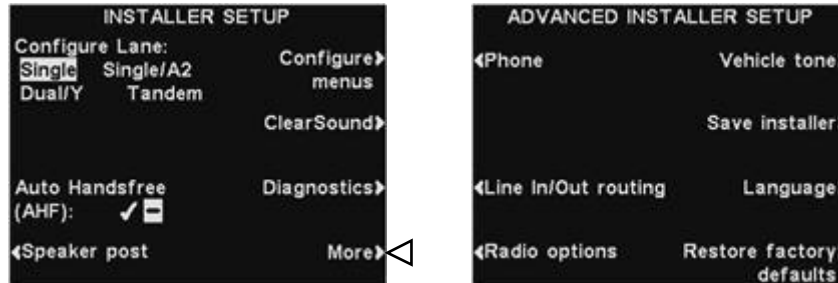 INSTALLER SETUP
Configure Lane:
Single Single/A2
Dual/Y Tandem
Configure
menus
ClearSound
Auto Handsfree
(AHF):
Diagnostics
Speaker post
More
ADVANCED INSTALLER SETUP
Phone
Vehicle tone
Save installer
Line In/Out routing
Language
Radio options
Restore factory
defaults